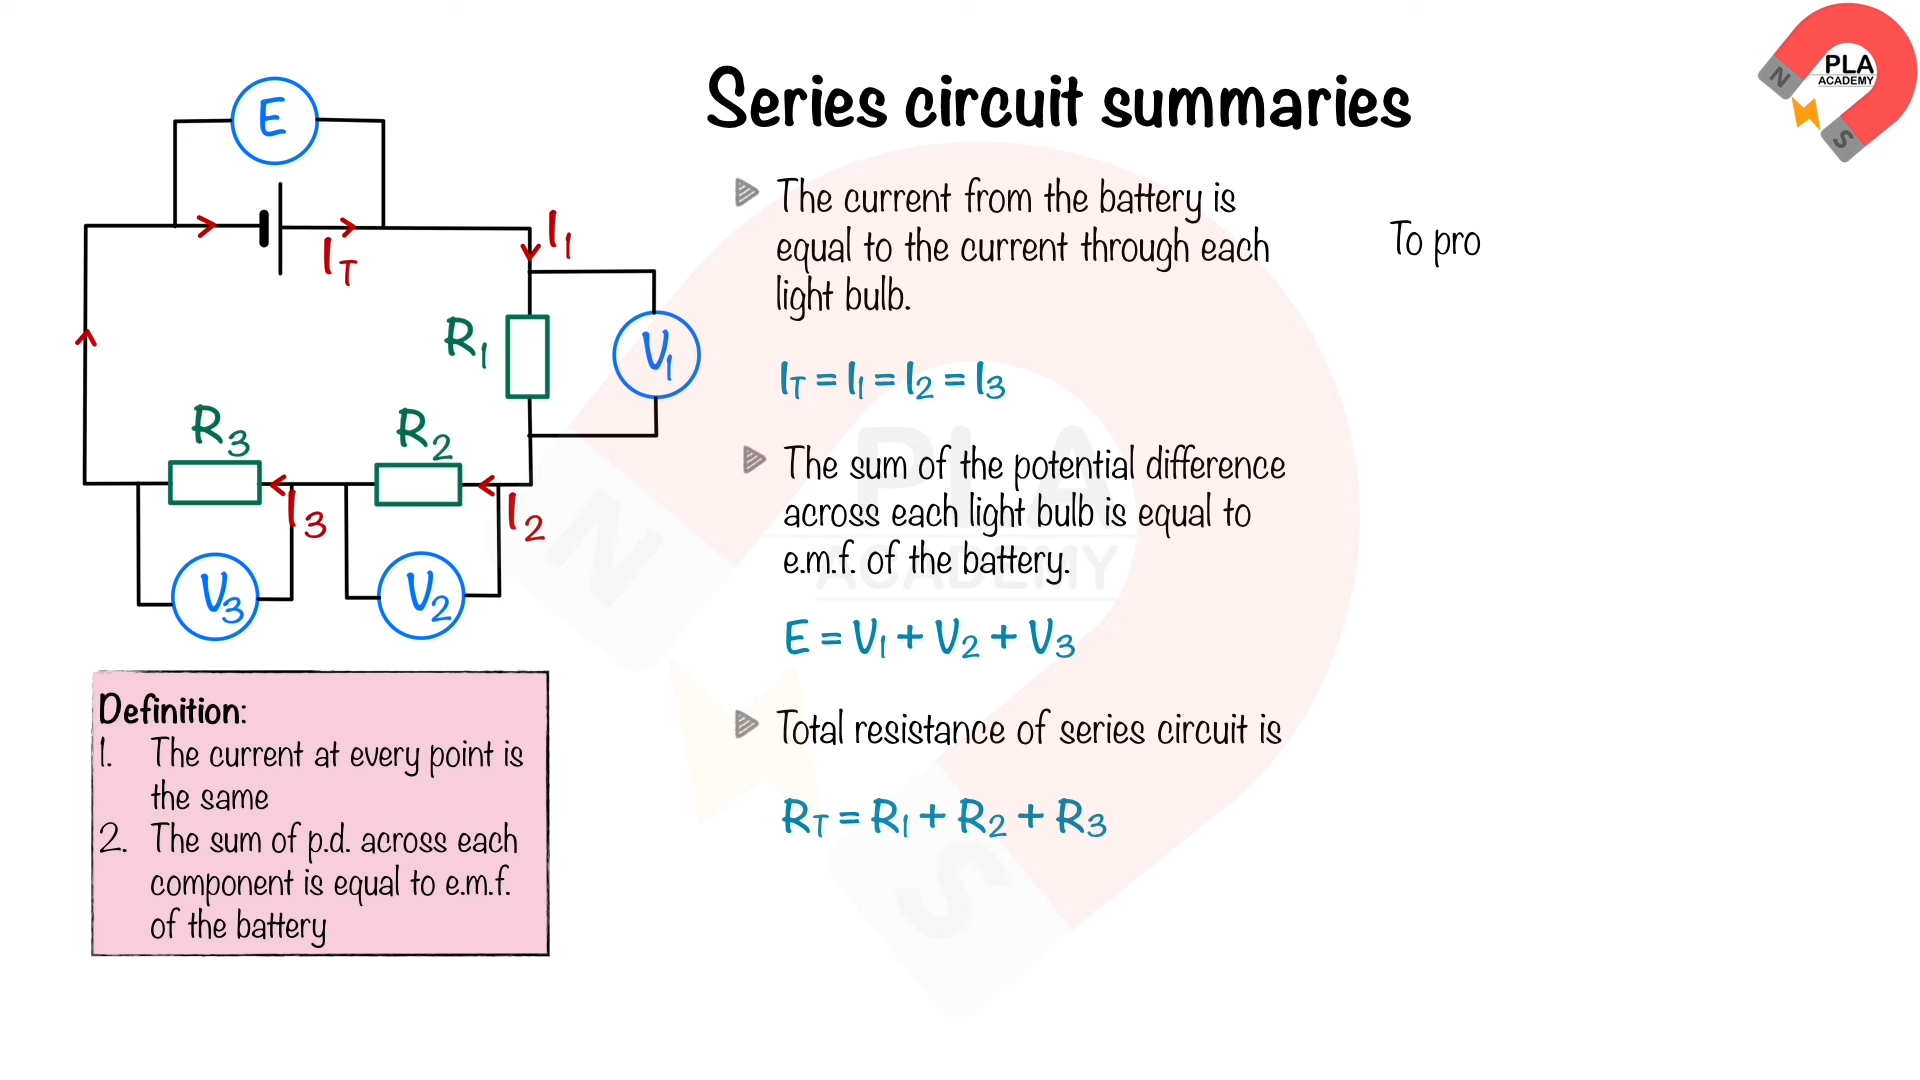 PLA
ACADEMY
N
S
Series circuit summaries
E
I1
IT
R1
V1
R3
R2
I3
I2
V3
V2
Definition:
1. The current at every point is
the same
2. The sum of p.d. across each
component is equal to e.m.f.
of the battery
The current from the battery is
equal to the current through each
light bulb.
IT = I1 = I2 = I3
The sum of the potential difference
across each light bulb is equal to
e.m.f. of the battery.
E = V1 + V2 + V3
Total resistance of series circuit is
RT = R1 + R2 + R3
To pro
PLA
ACADEMY
N
S